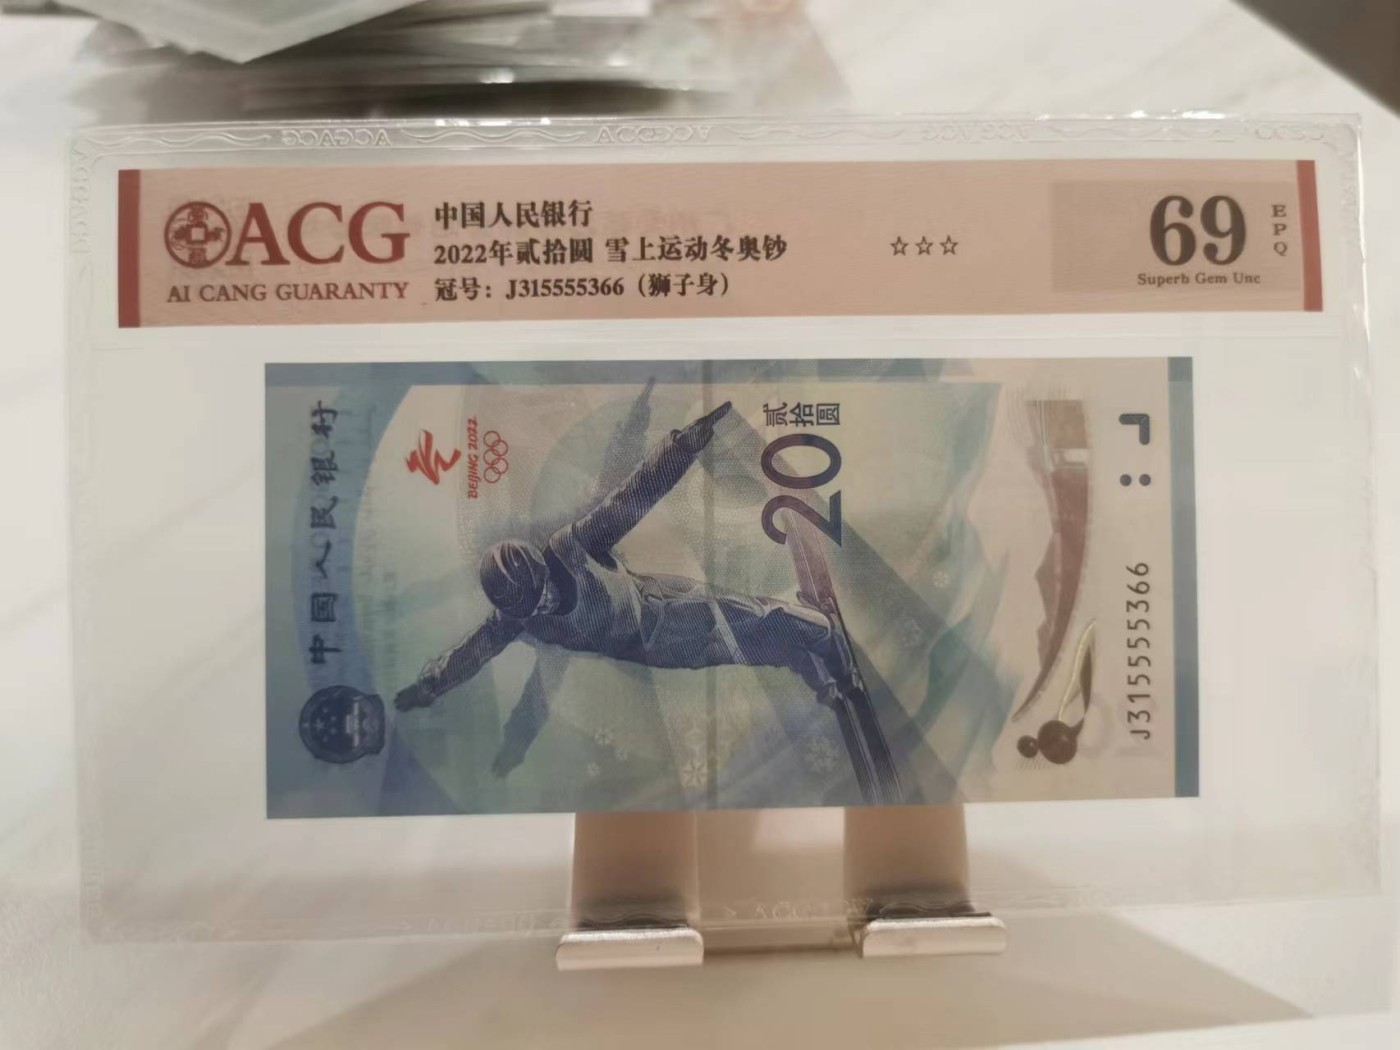 ACG
AI CANG GUARANTY
中国人民银行
2022年贰拾圆 雪上运动冬奥钞
冠号：J315555366（狮子身）
☆☆☆
69
EPQ
Superb Gem Unc
中国人民银行
BEIJING 2022
贰拾圆
20
J315555366